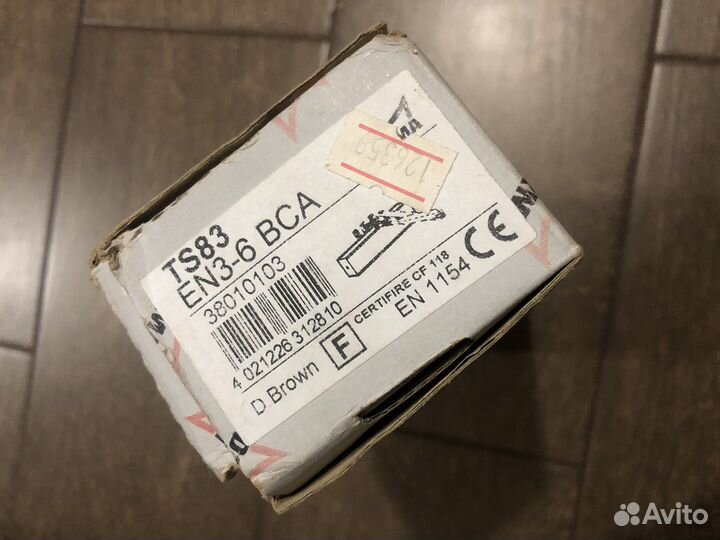 126359
TS83
EN3-6 BCA
38010103
4 021226 312810
D Brown
F
CERTIFIRE CF 118
EN 1154
CE
Avito